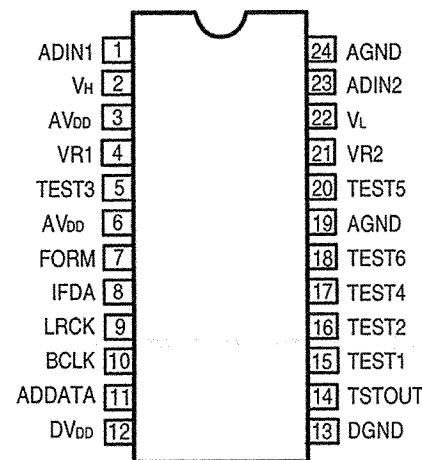 ADIN1 1 24 AGND
VH 2 23 ADIN2
AVDD 3 22 VL
VR1 4 21 VR2
TEST3 5 20 TEST5
AVDD 6 19 AGND
FORM 7 18 TEST6
IFDA 8 17 TEST4
LRCK 9 16 TEST2
BCLK 10 15 TEST1
ADDATA 11 14 TSTOUT
DVDD 12 13 DGND